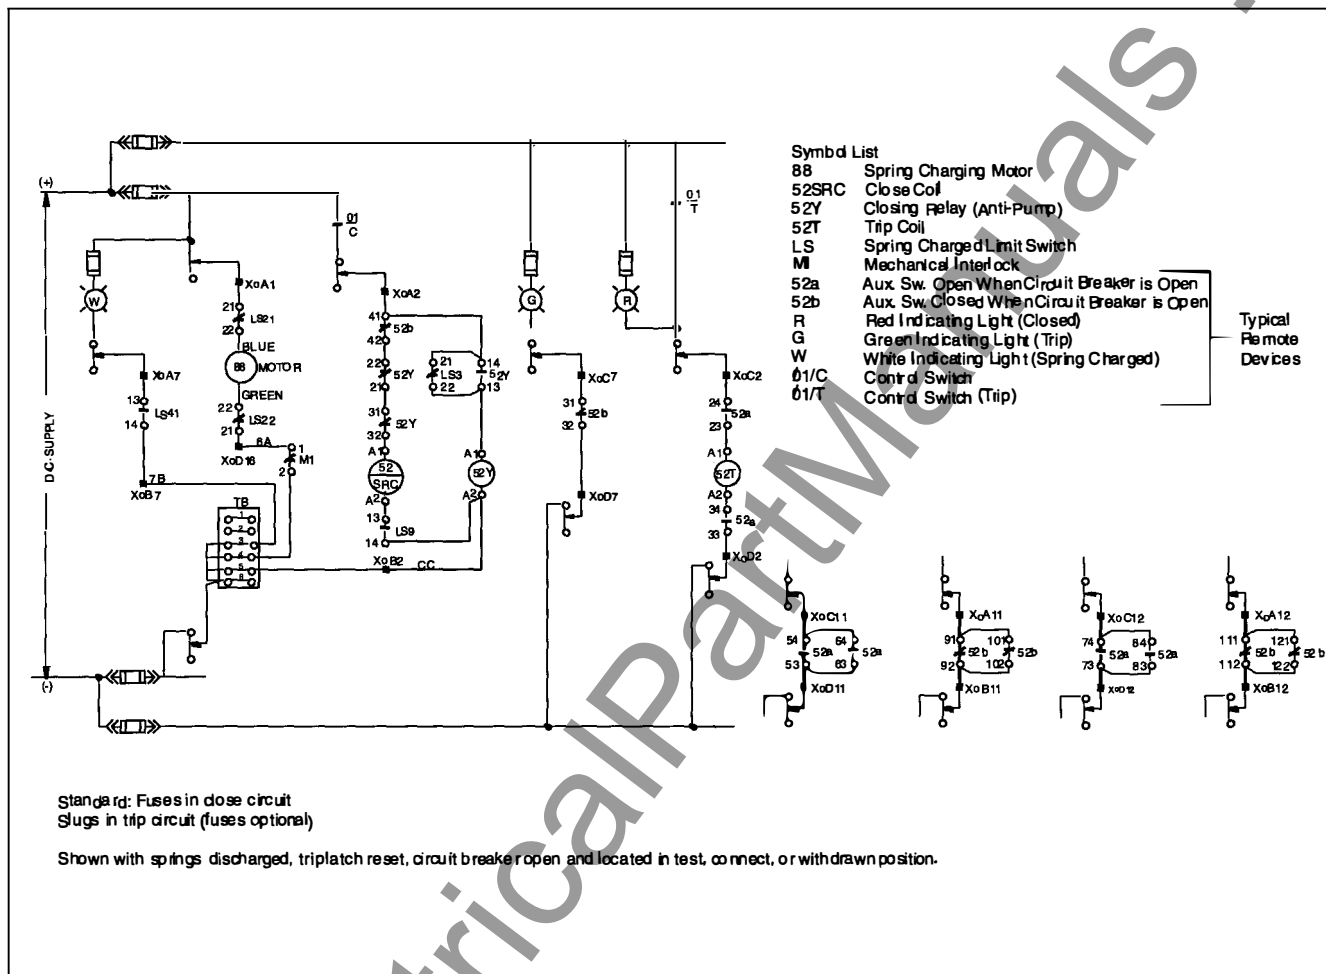 Symbol List
88 Spring Charging Motor
52SRC Close Coil
52Y Closing Relay (Anti-Pump)
52T Trip Coil
LS Spring Charged Limit Switch
MI Mechanical Interlock
52a Aux. Sw. Open When Circuit Breaker is Open
52b Aux. Sw. Closed When Circuit Breaker is Open
R Red Indicating Light (Closed)
G Green Indicating Light (Trip)
W White Indicating Light (Spring Charged)
01/C Control Switch
01/T Control Switch (Trip)
Typical
Remote
Devices
(+)
D.C. SUPPLY
(-)
01
C
01
T
W
XoA7
13
LS41
14
7B
XoB7
XoA1
21
LS21
22
BLUE
88
MOTOR
GREEN
22
LS22
21
XoD16
8A
1
M1
2
TB
1
2
3
4
5
6
XoA2
41
52b
42
22
52Y
21
31
52Y
32
A1
52
SRC
A2
13
LS9
14
XoB2
CC
21
LS3
22
14
52Y
13
A1
52Y
A2
G
XoC7
31
52b
32
XoD7
R
XoC2
24
52a
23
A1
52T
A2
34
52a
33
XoD2
XoC11
54
64
52a
52a
53
63
XoD11
XoA11
91
101
52b
52b
92
102
XoB11
XoC12
74
84
52a
52a
73
83
XoD12
XoA12
111
121
52b
52b
112
122
XoB12
Standard: Fuses in close circuit
Slugs in trip circuit (fuses optional)
Shown with springs discharged, triplatch reset, circuit breaker open and located in test, connect, or withdrawn position.
ctricalPartManuals .